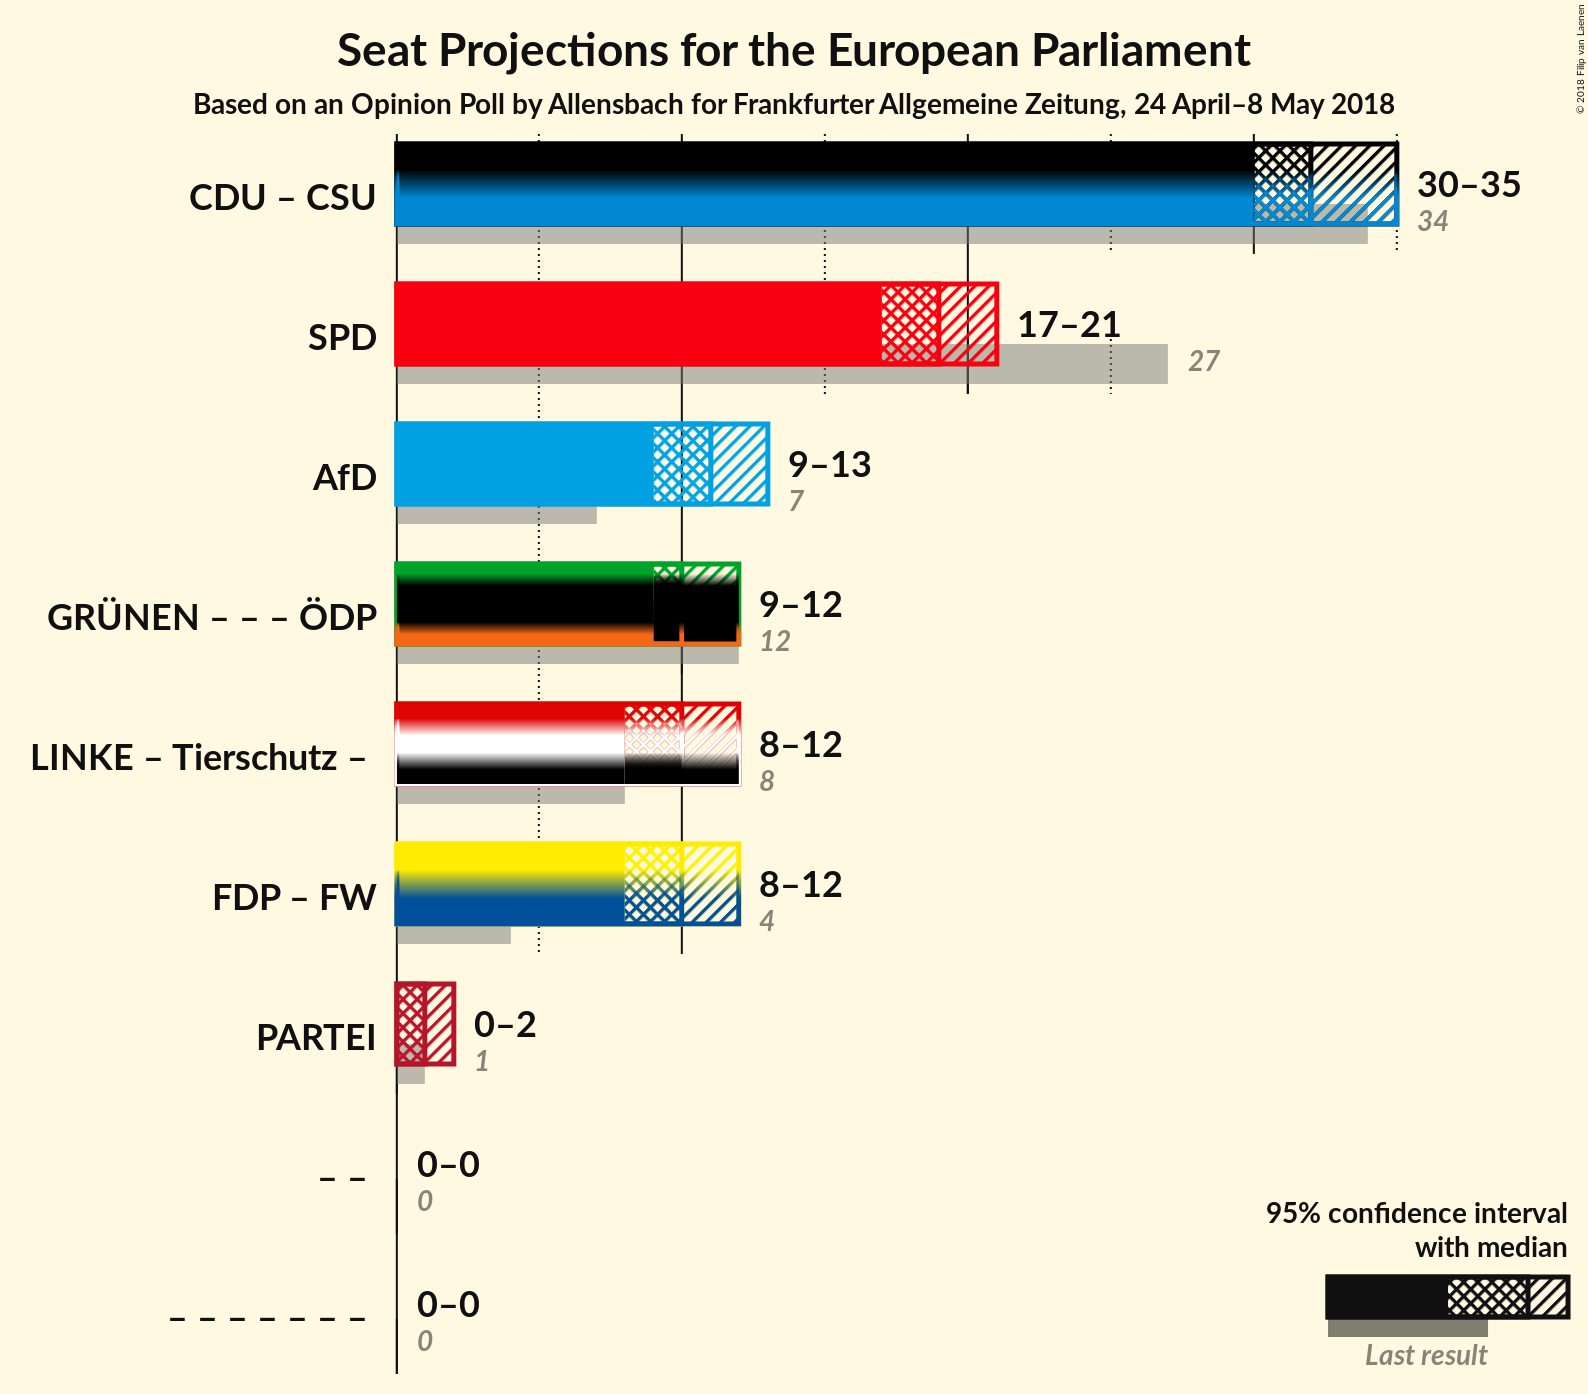 Seat Projections for the European Parliament
Based on an Opinion Poll by Allensbach for Frankfurter Allgemeine Zeitung, 24 April–8 May 2018
© 2018 Filip van Laenen
CDU – CSU
30–35
34
SPD
17–21
27
AfD
9–13
7
GRÜNEN – – – ÖDP
9–12
12
LINKE – Tierschutz –
8–12
8
FDP – FW
8–12
4
PARTEI
0–2
1
– –
0–0
0
– – – – – – –
0–0
0
95% confidence interval
with median
Last result